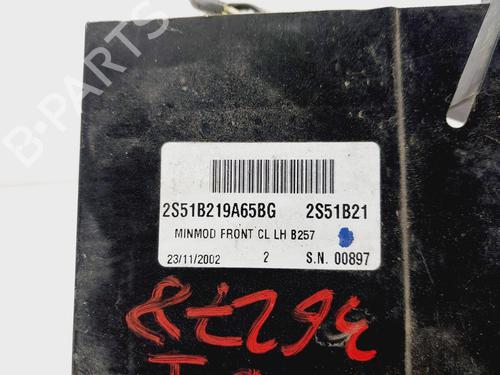 B-PARTS
2S51B219A65BG 2S51B21
MINMOD FRONT CL LH B257
23/11/2002 2 S.N. 00897